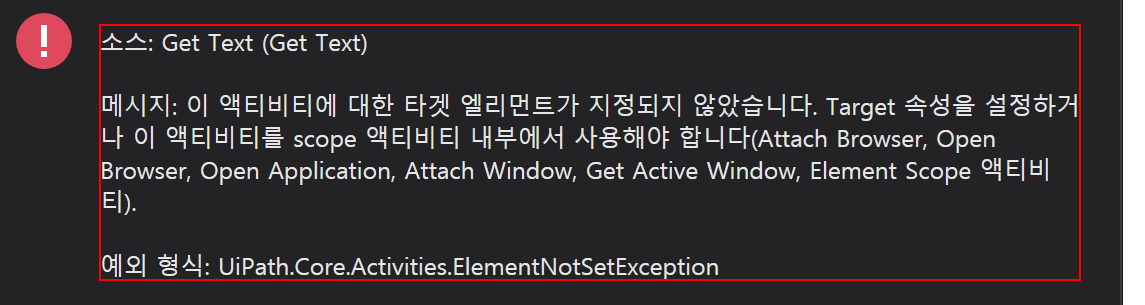 소스: Get Text (Get Text)
메시지: 이 액티비티에 대한 타겟 엘리먼트가 지정되지 않았습니다. Target 속성을 설정하거
나 이 액티비티를 scope 액티비티 내부에서 사용해야 합니다(Attach Browser, Open
Browser, Open Application, Attach Window, Get Active Window, Element Scope 액티비
티).
예외 형식: UiPath.Core.Activities.ElementNotSetException